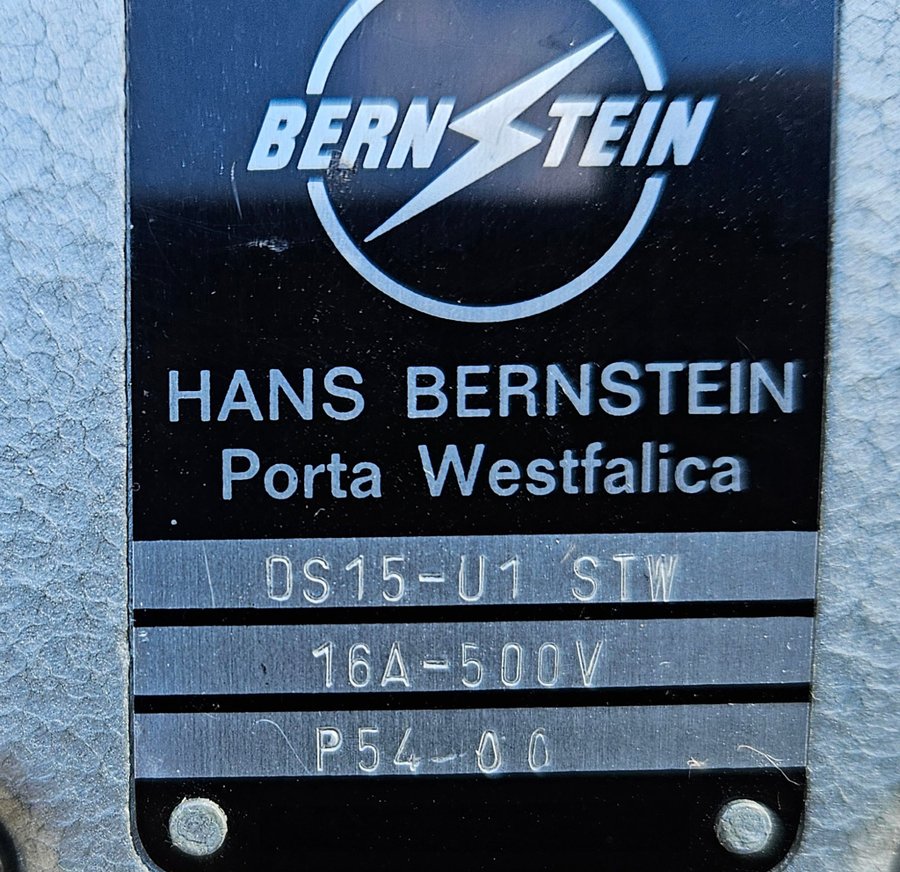 BERNSTEIN
HANS BERNSTEIN
Porta Westfalica
DS15-U1 STW
16A-500V
P54-00